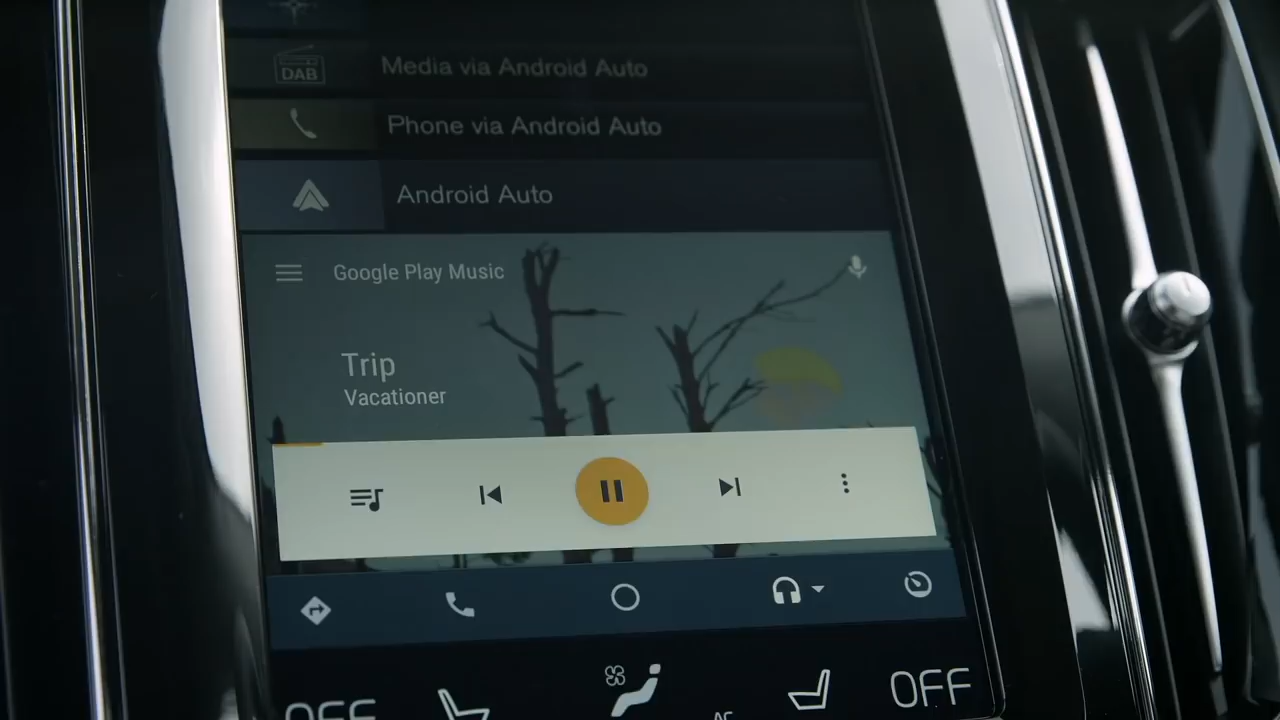 DAB
Media via Android Auto
Phone via Android Auto
Android Auto
Google Play Music
Trip
Vacationer
OFF
OFF